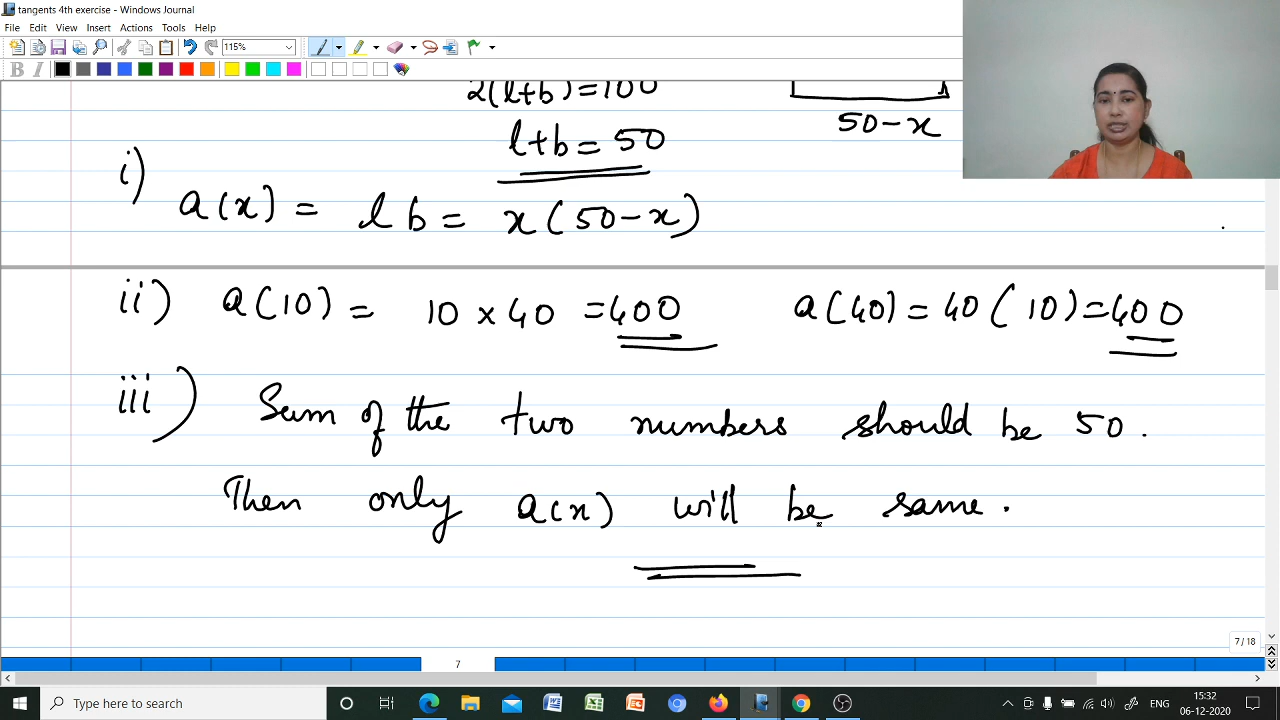 tangents 4th exercise - Windows Journal
File Edit View Insert Actions Tools Help
115%
B I
2(l+b)=100
50-x
l+b = 50
i)
a(x) = lb = x(50-x)
ii) a(10) = 10 × 40 = 400 a(40) = 40(10) = 400
iii) Sum of the two numbers should be 50.
Then only a(x) will be same.
7 / 18
7
Type here to search
ENG
15:32
06-12-2020